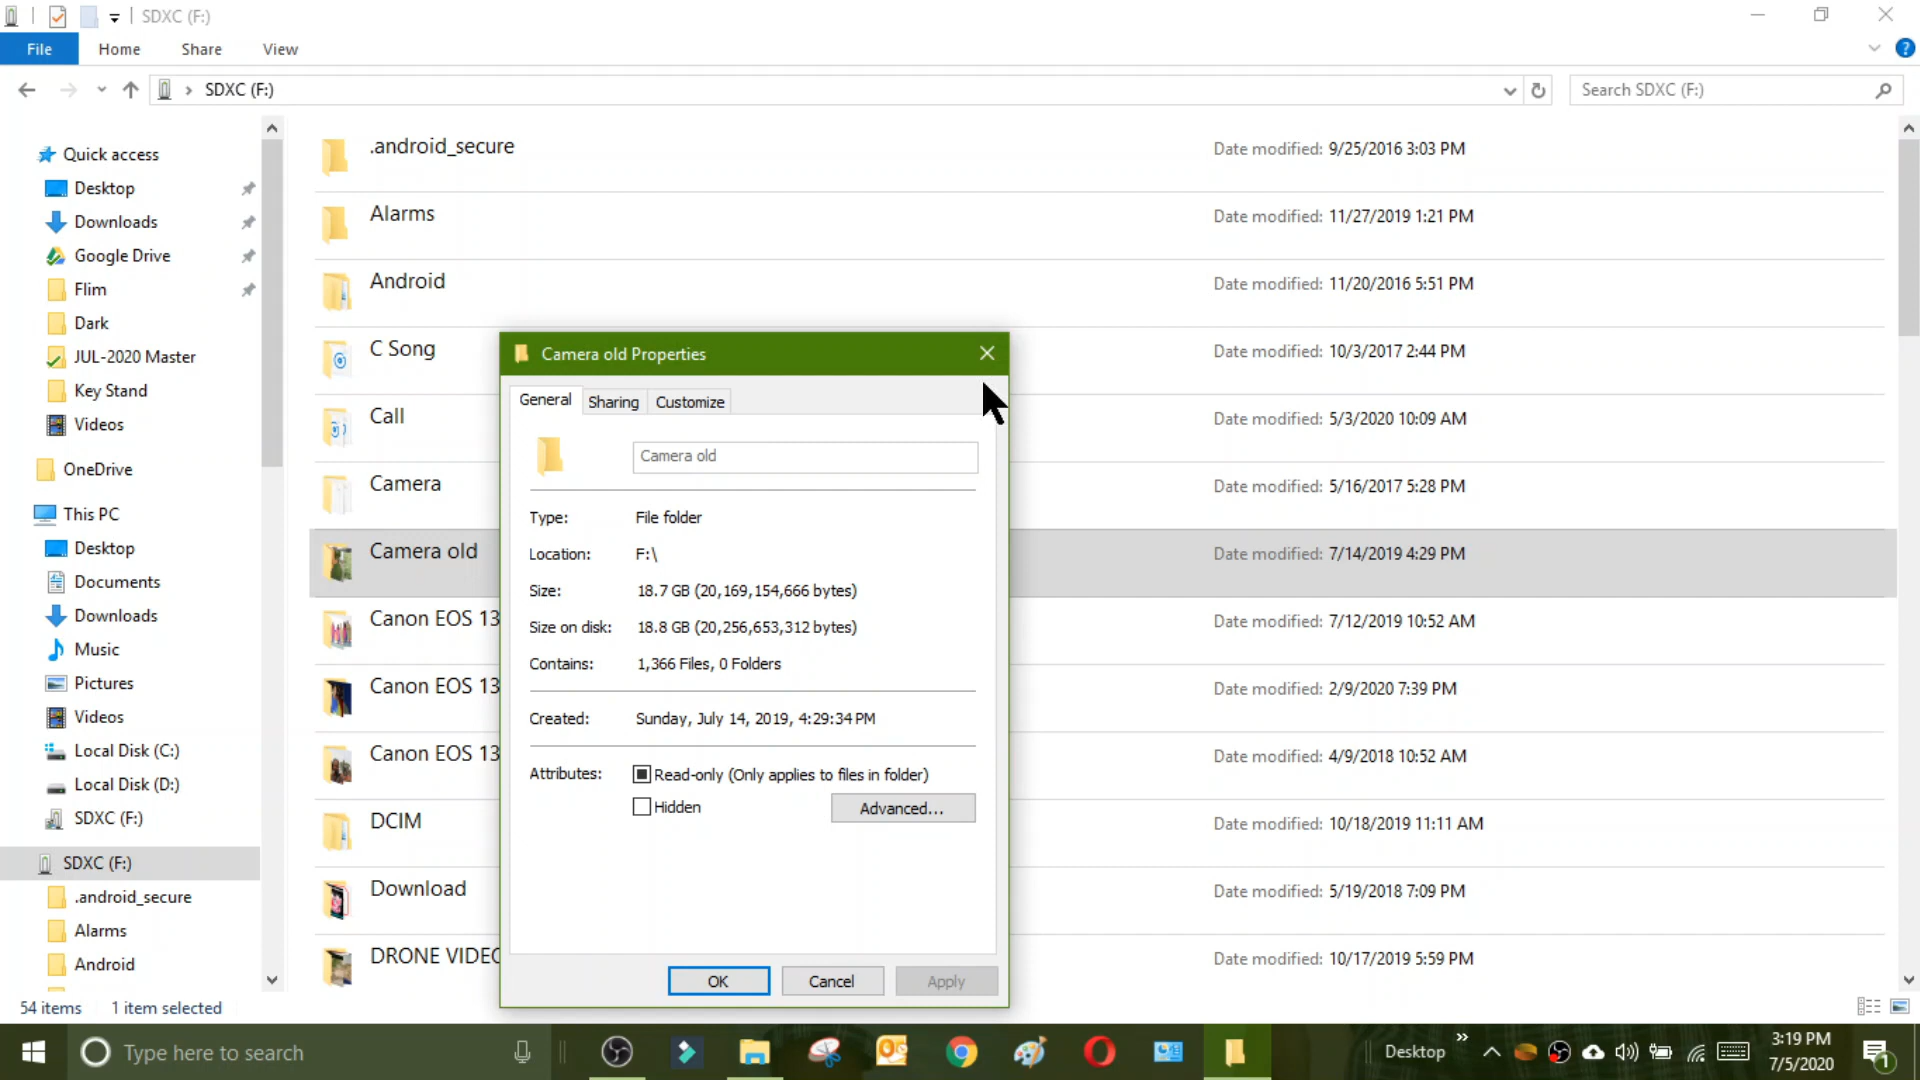 SDXC (F:)
File Home Share View
SDXC (F:)
Search SDXC (F:)
Quick access
Desktop
Downloads
Google Drive
Flim
Dark
JUL-2020 Master
Key Stand
Videos
OneDrive
This PC
Desktop
Documents
Downloads
Music
Pictures
Videos
Local Disk (C:)
Local Disk (D:)
SDXC (F:)
SDXC (F:)
.android_secure
Alarms
Android
.android_secure Date modified: 9/25/2016 3:03 PM
Alarms Date modified: 11/27/2019 1:21 PM
Android Date modified: 11/20/2016 5:51 PM
C Song Date modified: 10/3/2017 2:44 PM
Call Date modified: 5/3/2020 10:09 AM
Camera Date modified: 5/16/2017 5:28 PM
Camera old Date modified: 7/14/2019 4:29 PM
Canon EOS 13 Date modified: 7/12/2019 10:52 AM
Canon EOS 13 Date modified: 2/9/2020 7:39 PM
Canon EOS 13 Date modified: 4/9/2018 10:52 AM
DCIM Date modified: 10/18/2019 11:11 AM
Download Date modified: 5/19/2018 7:09 PM
DRONE VIDEO Date modified: 10/17/2019 5:59 PM
Camera old Properties
General Sharing Customize
Camera old
Type: File folder
Location: F:\
Size: 18.7 GB (20,169,154,666 bytes)
Size on disk: 18.8 GB (20,256,653,312 bytes)
Contains: 1,366 Files, 0 Folders
Created: Sunday, July 14, 2019, 4:29:34 PM
Attributes: Read-only (Only applies to files in folder)
Hidden Advanced...
OK Cancel Apply
54 items 1 item selected
Type here to search
Desktop
3:19 PM
7/5/2020
1